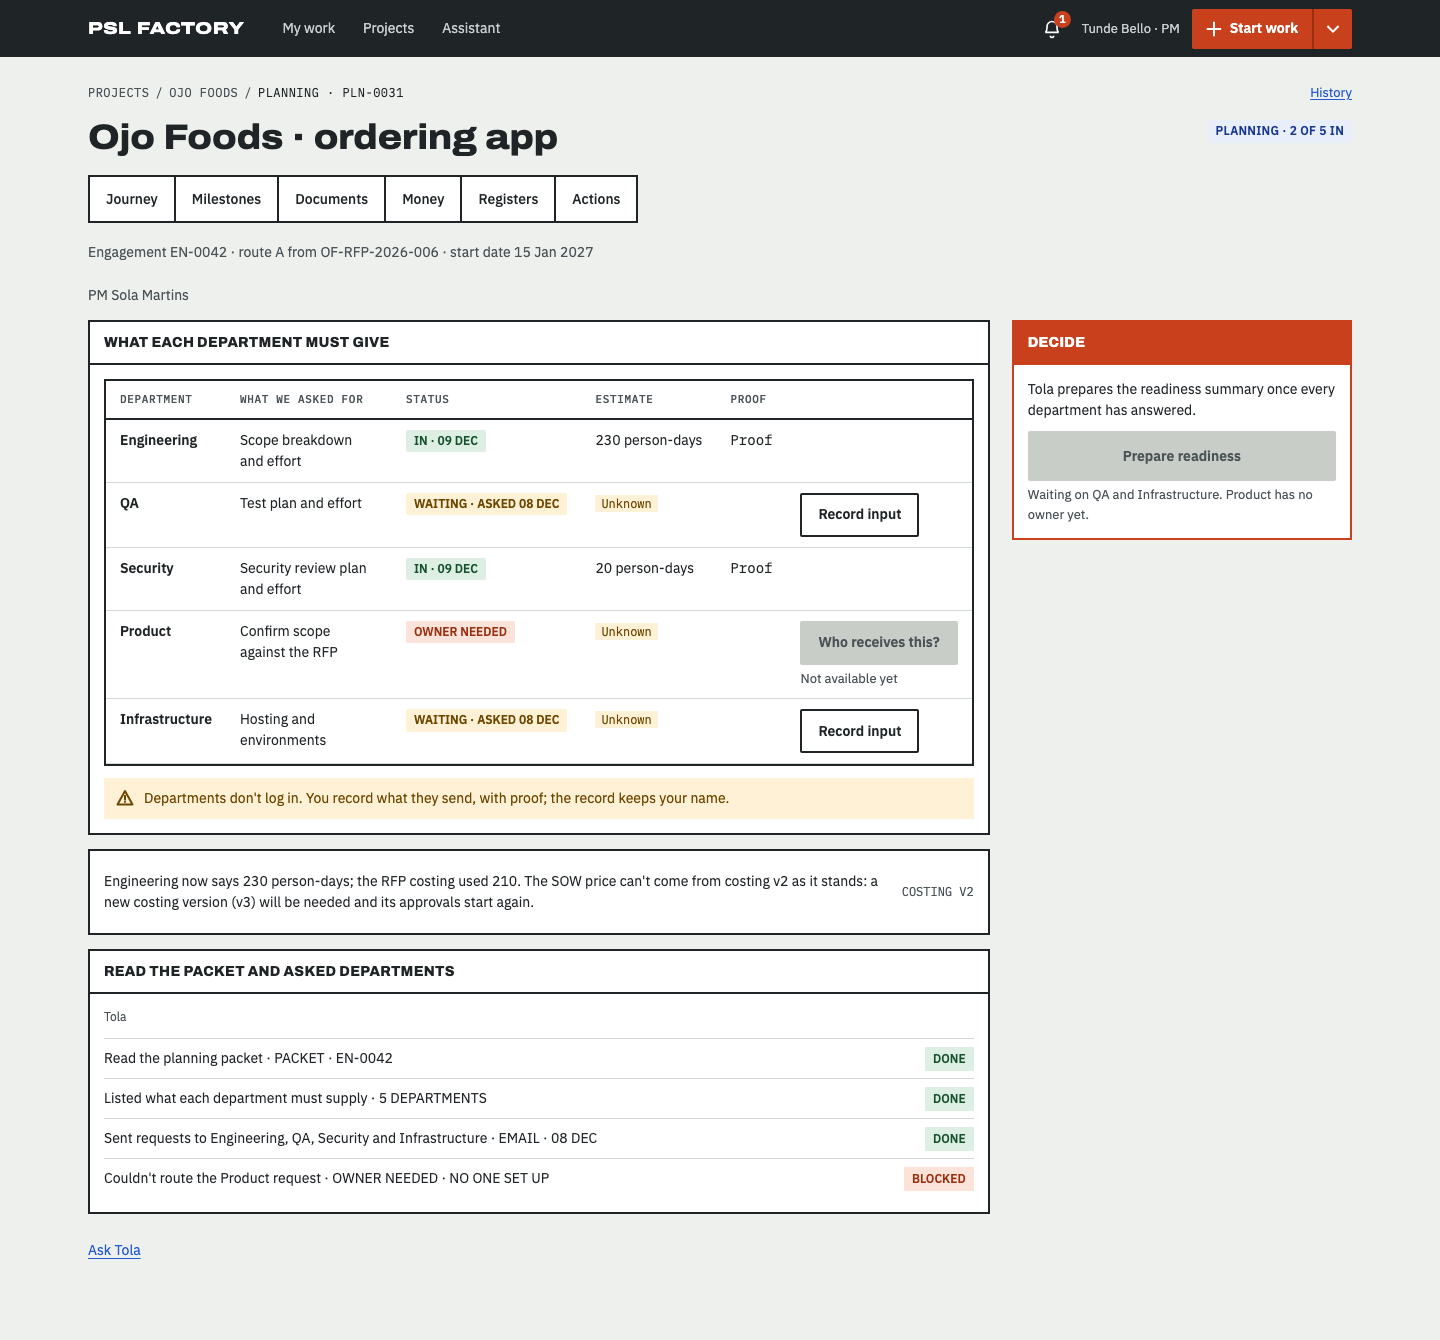 PSL FACTORY My work Projects Assistant 1 Tunde Bello · PM Start work
PROJECTS / OJO FOODS / PLANNING · PLN-0031 History
Ojo Foods · ordering app PLANNING · 2 OF 5 IN
Journey Milestones Documents Money Registers Actions
Engagement EN-0042 · route A from OF-RFP-2026-006 · start date 15 Jan 2027
PM Sola Martins
WHAT EACH DEPARTMENT MUST GIVE
DEPARTMENT WHAT WE ASKED FOR STATUS ESTIMATE PROOF
Engineering Scope breakdown IN · 09 DEC 230 person-days Proof
and effort
QA Test plan and effort WAITING · ASKED 08 DEC Unknown Record input
Security Security review plan IN · 09 DEC 20 person-days Proof
and effort
Product Confirm scope OWNER NEEDED Unknown Who receives this?
against the RFP
Not available yet
Infrastructure Hosting and WAITING · ASKED 08 DEC Unknown Record input
environments
Departments don't log in. You record what they send, with proof; the record keeps your name.
DECIDE
Tola prepares the readiness summary once every
department has answered.
Prepare readiness
Waiting on QA and Infrastructure. Product has no
owner yet.
Engineering now says 230 person-days; the RFP costing used 210. The SOW price can't come from costing v2 as it stands: a
new costing version (v3) will be needed and its approvals start again.
COSTING V2
READ THE PACKET AND ASKED DEPARTMENTS
Tola
Read the planning packet · PACKET · EN-0042 DONE
Listed what each department must supply · 5 DEPARTMENTS DONE
Sent requests to Engineering, QA, Security and Infrastructure · EMAIL · 08 DEC DONE
Couldn't route the Product request · OWNER NEEDED · NO ONE SET UP BLOCKED
Ask Tola